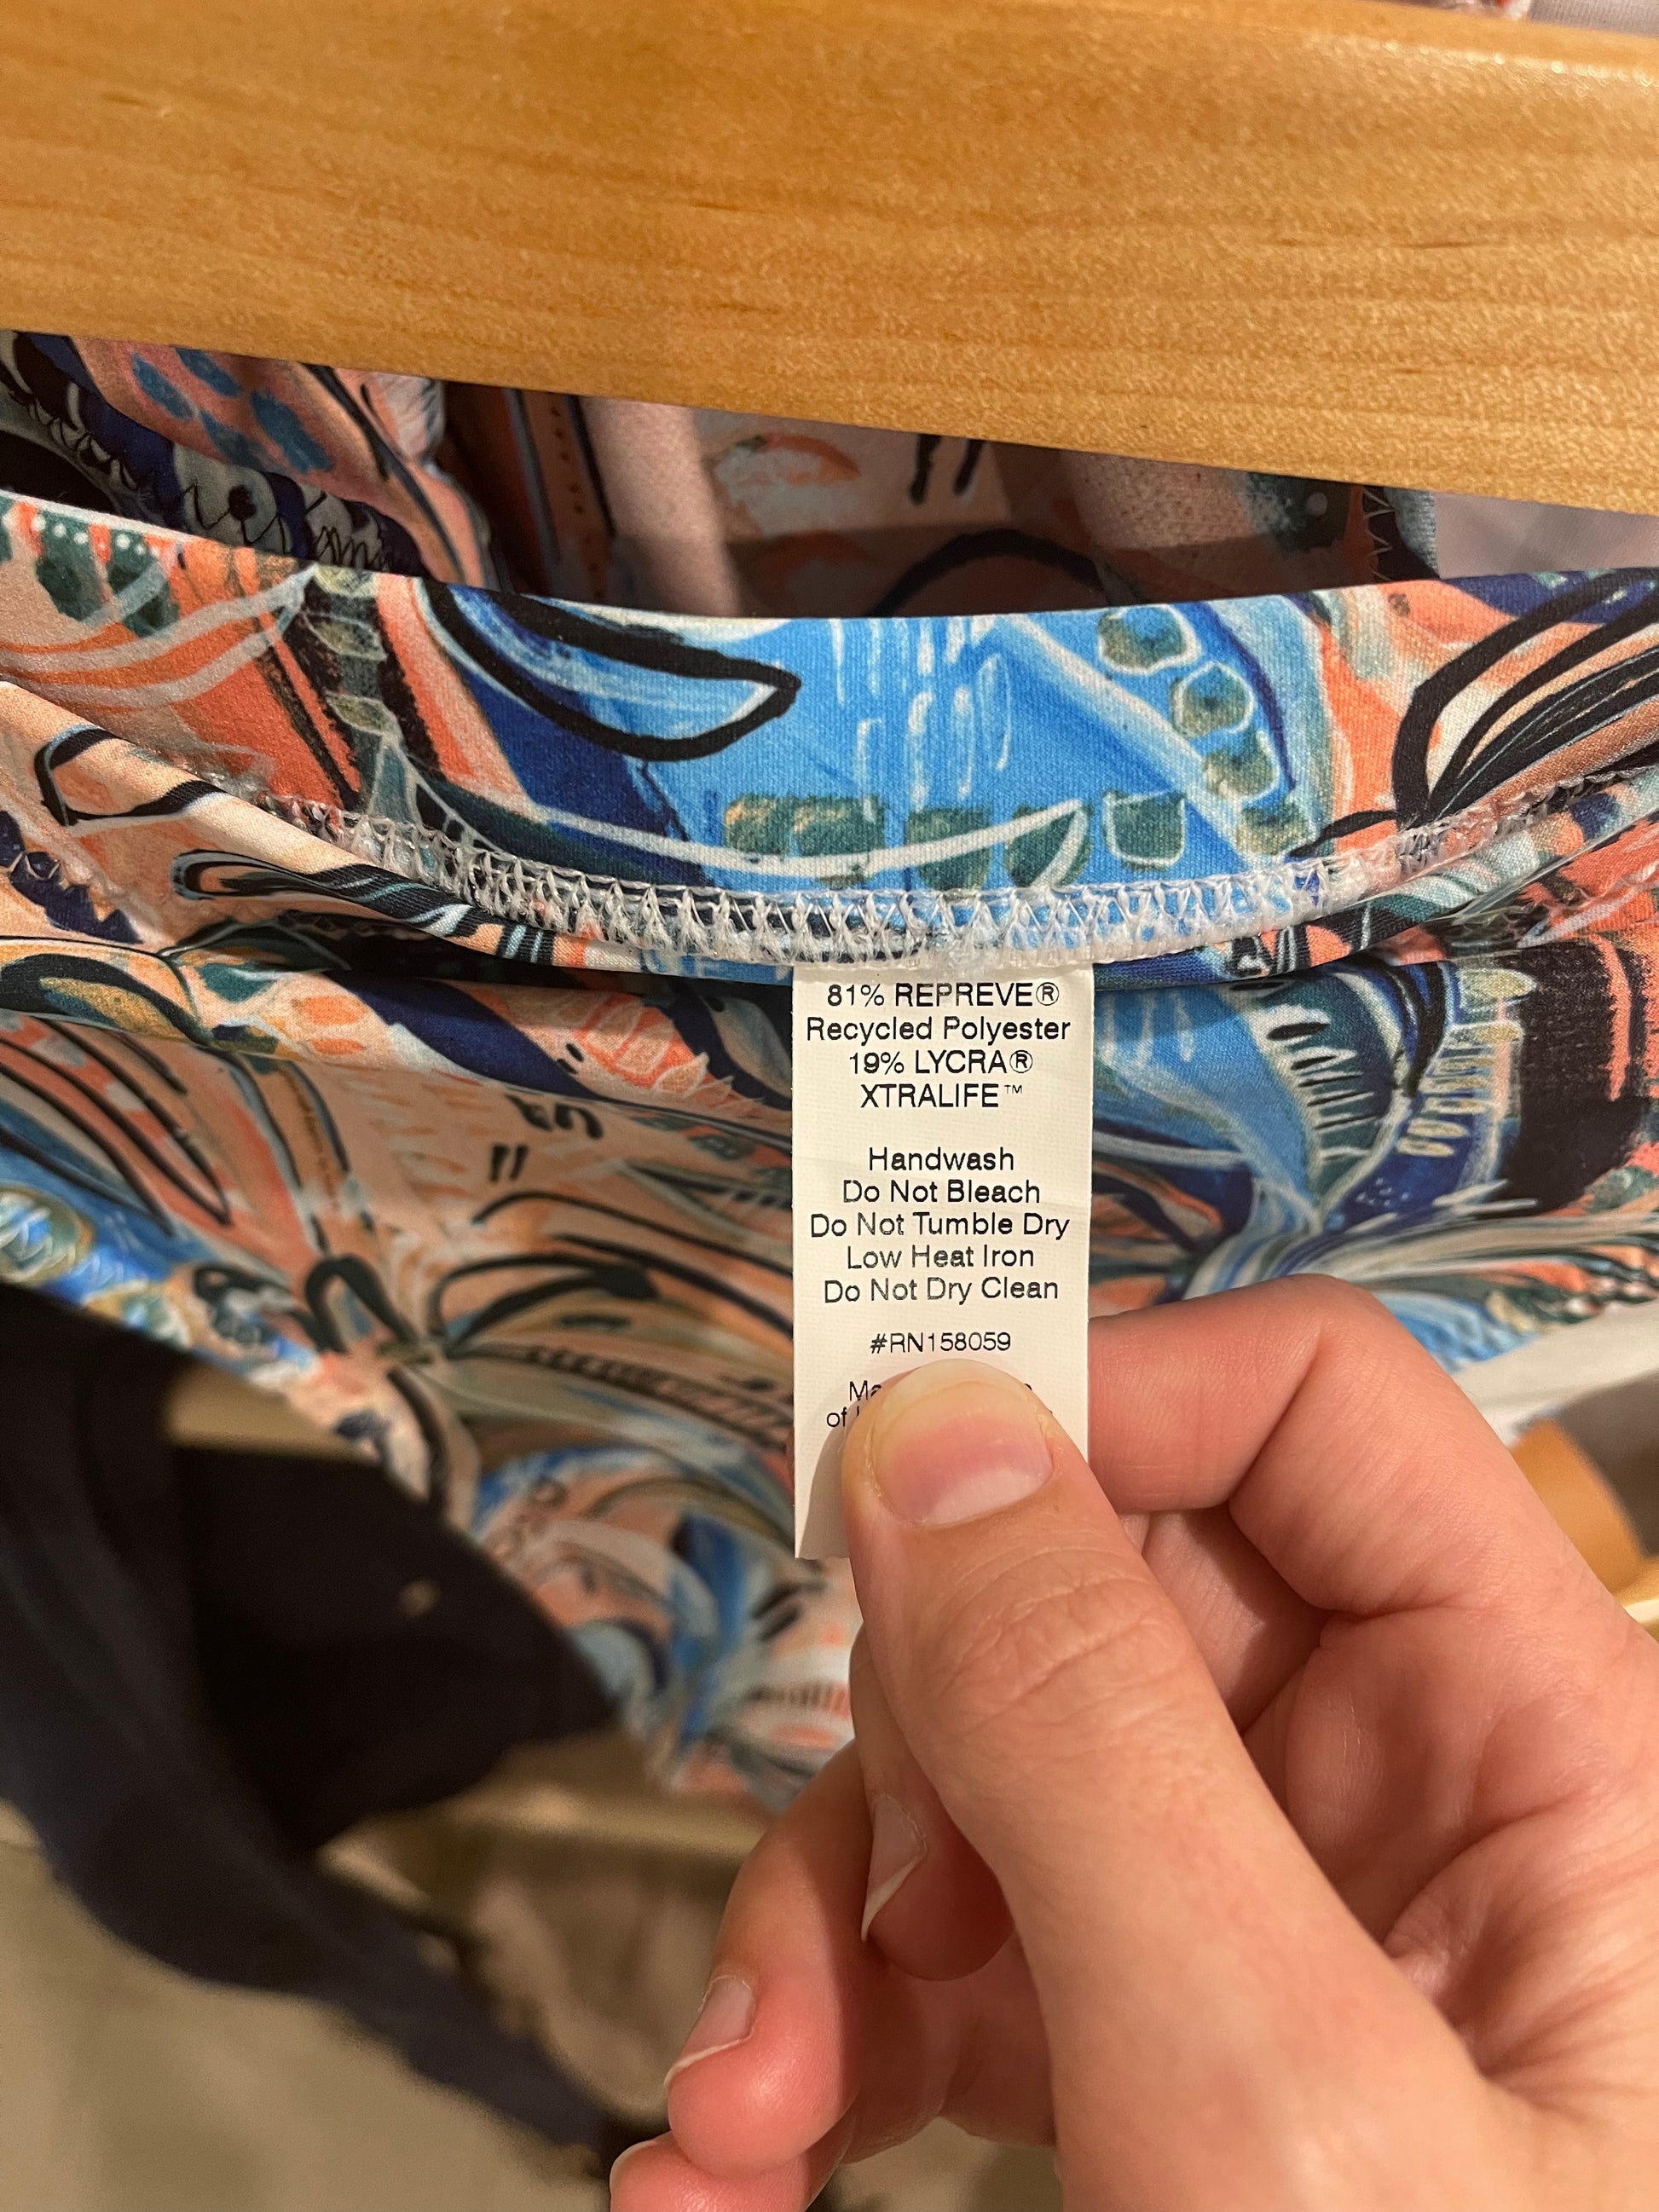 81% REPREVE®
Recycled Polyester
19% LYCRA®
XTRALIFE™
Handwash
Do Not Bleach
Do Not Tumble Dry
Low Heat Iron
Do Not Dry Clean
#RN158059
of